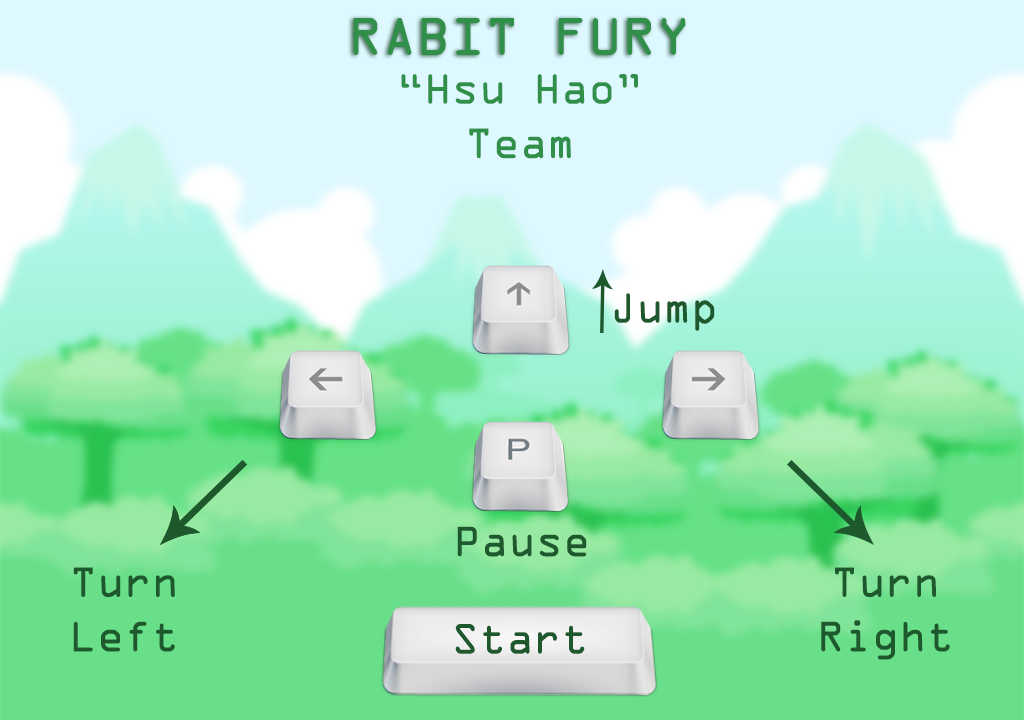 RABIT FURY
“Hsu Hao”
Team
↑
↑Jump
←
→
P
Pause
Turn
Left
Turn
Right
Start